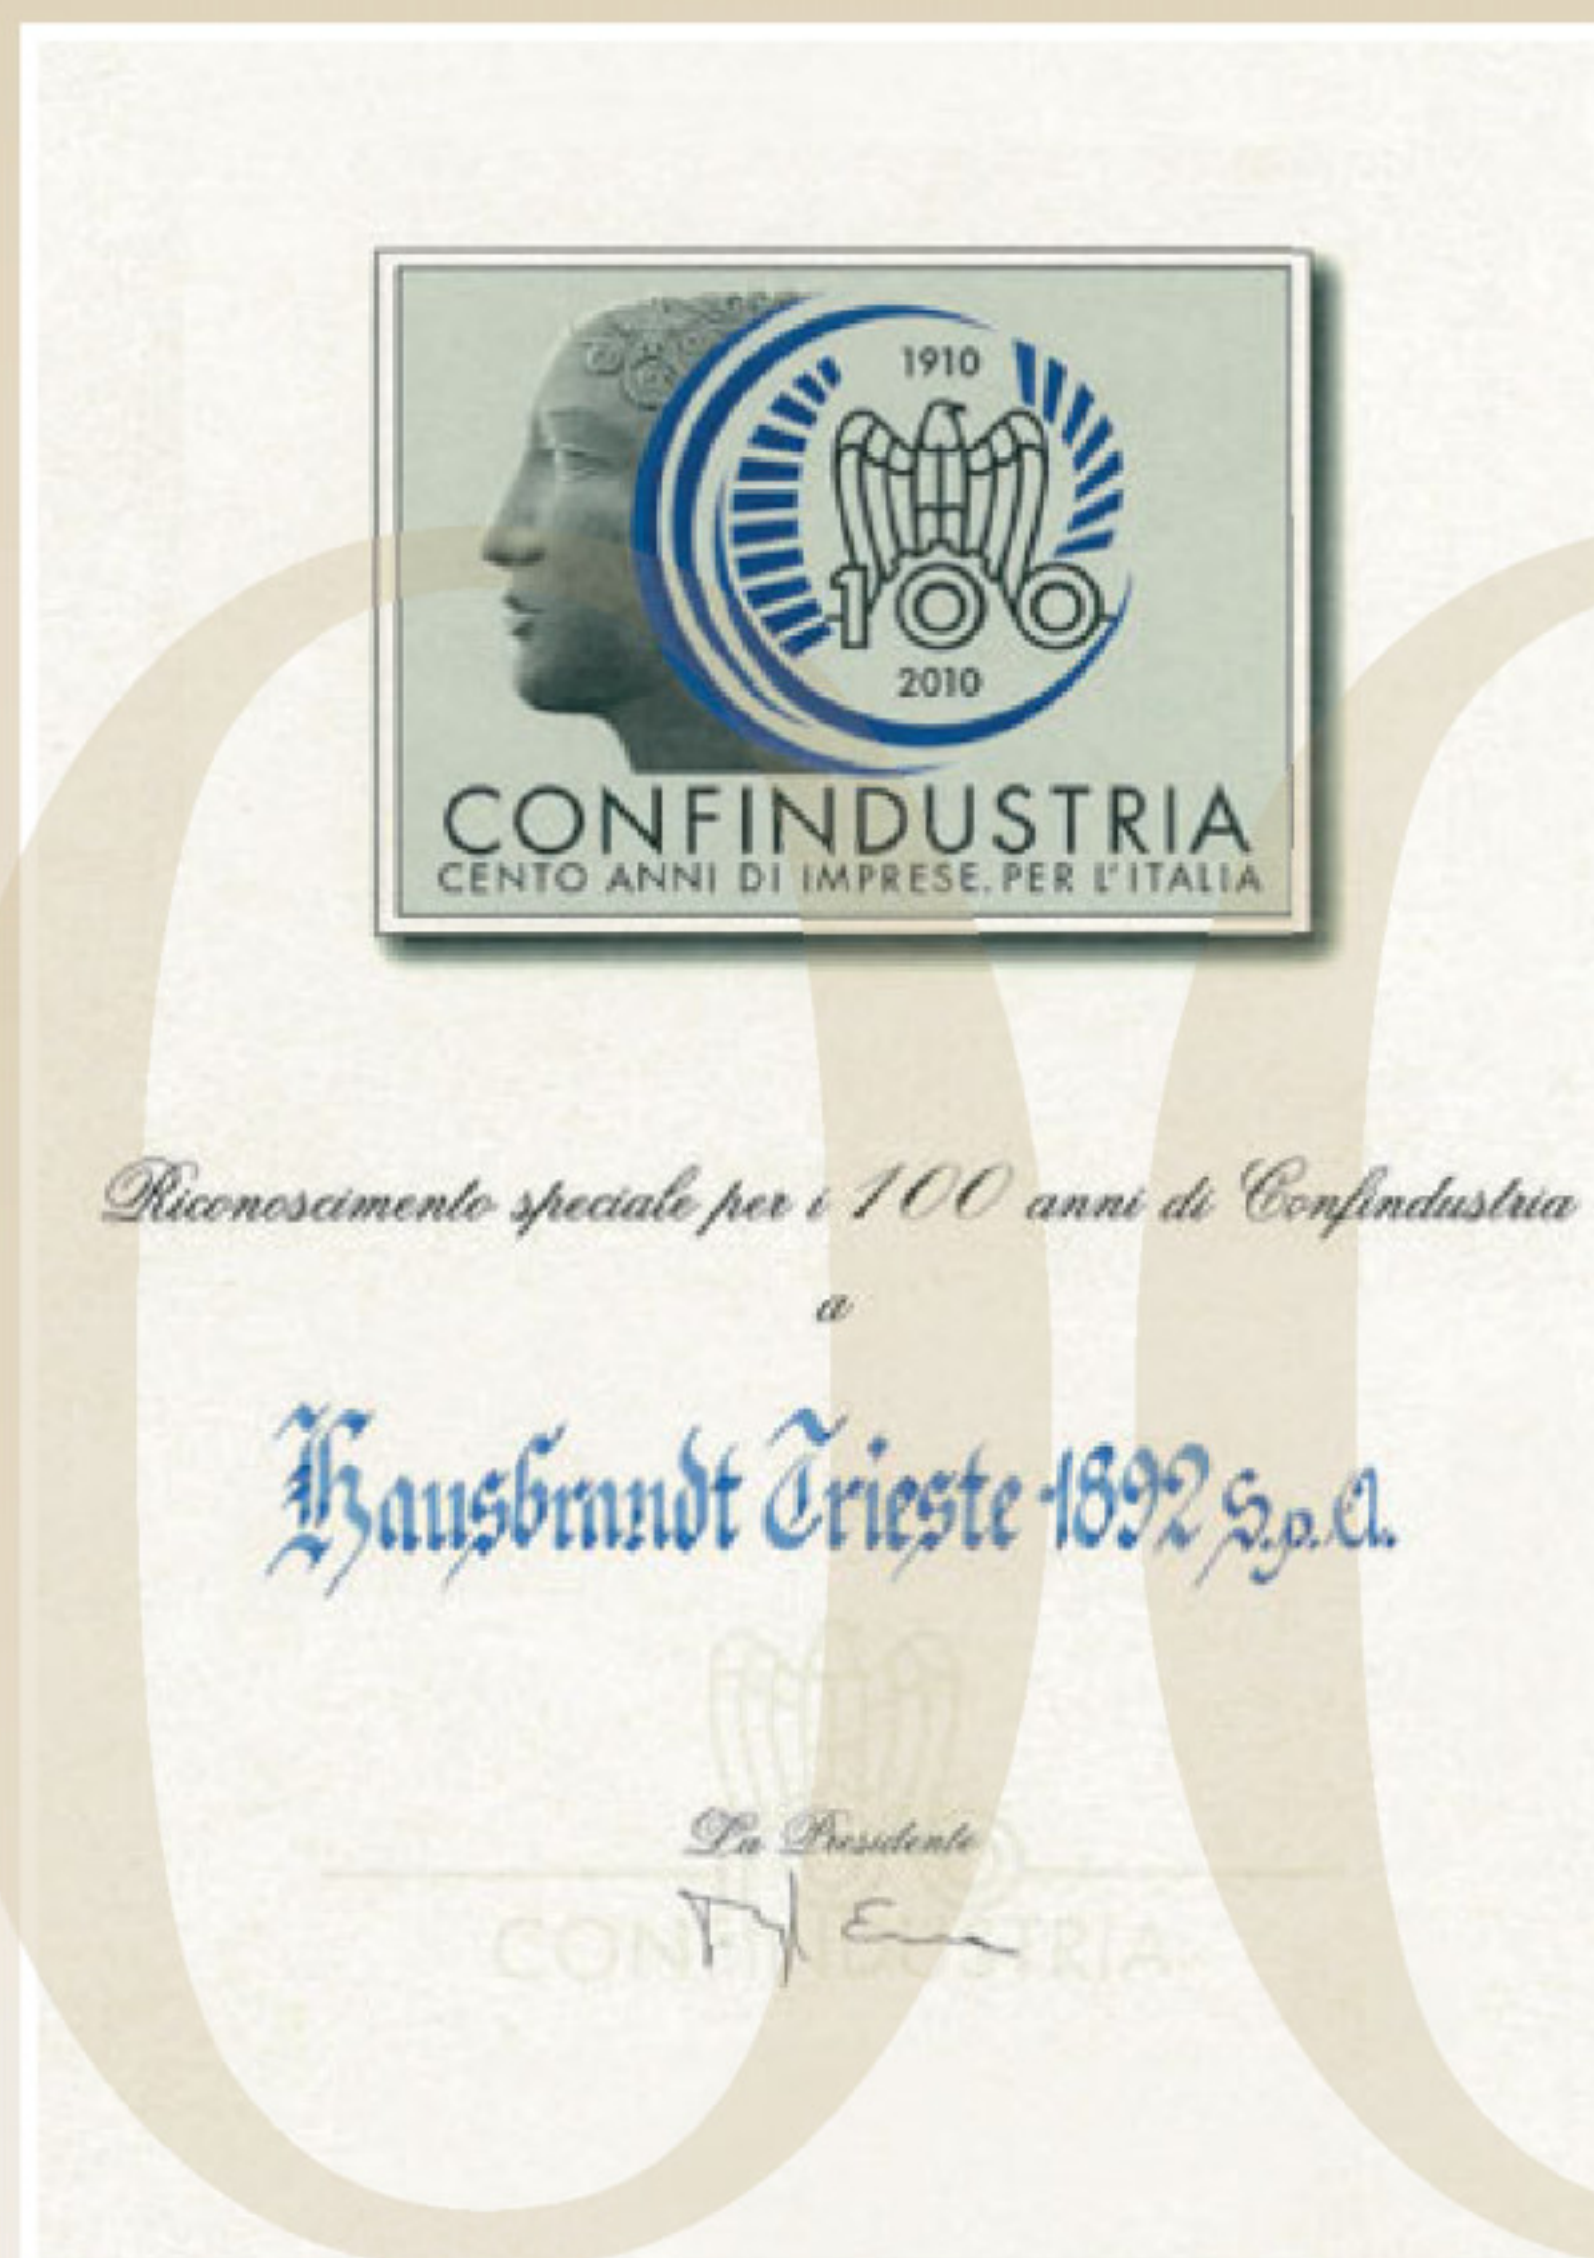 1910
100
2010
CONFINDUSTRIA
CENTO ANNI DI IMPRESE. PER L'ITALIA
Riconoscimento speciale per i 100 anni di Confindustria
a
Hausbrandt Trieste 1892 S.p.A.
La Presidente
CONFINDUSTRIA